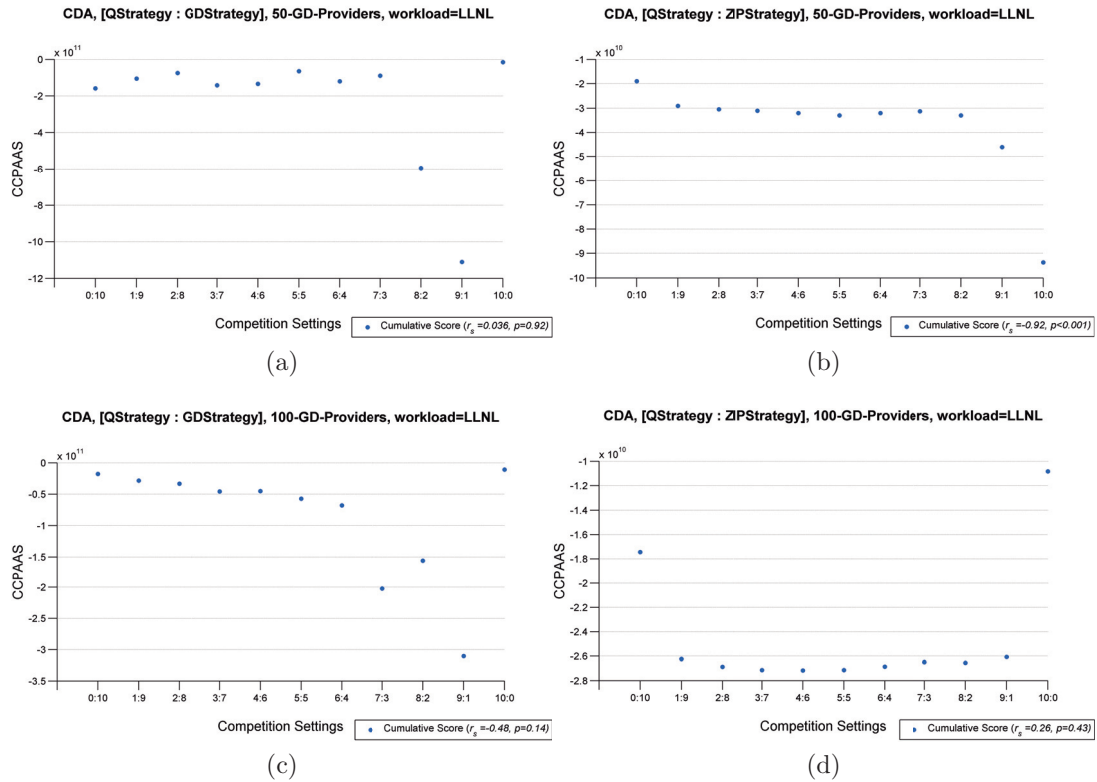 CDA, [QStrategy : GDStrategy], 50-GD-Providers, workload=LLNL
x 10^11
0
-2
-4
-6
-8
-10
-12
CCPAAS
0:10 1:9 2:8 3:7 4:6 5:5 6:4 7:3 8:2 9:1 10:0
Competition Settings
Cumulative Score (r_s =0.036, p=0.92)
(a)
CDA, [QStrategy : ZIPStrategy], 50-GD-Providers, workload=LLNL
x 10^10
-1
-2
-3
-4
-5
-6
-7
-8
-9
-10
CCPAAS
0:10 1:9 2:8 3:7 4:6 5:5 6:4 7:3 8:2 9:1 10:0
Competition Settings
Cumulative Score (r_s =-0.92, p<0.001)
(b)
CDA, [QStrategy : GDStrategy], 100-GD-Providers, workload=LLNL
x 10^11
0
-0.5
-1
-1.5
-2
-2.5
-3
-3.5
CCPAAS
0:10 1:9 2:8 3:7 4:6 5:5 6:4 7:3 8:2 9:1 10:0
Competition Settings
Cumulative Score (r_s =-0.48, p=0.14)
(c)
CDA, [QStrategy : ZIPStrategy], 100-GD-Providers, workload=LLNL
x 10^10
-1
-1.2
-1.4
-1.6
-1.8
-2
-2.2
-2.4
-2.6
-2.8
CCPAAS
0:10 1:9 2:8 3:7 4:6 5:5 6:4 7:3 8:2 9:1 10:0
Competition Settings
Cumulative Score (r_s =0.26, p=0.43)
(d)